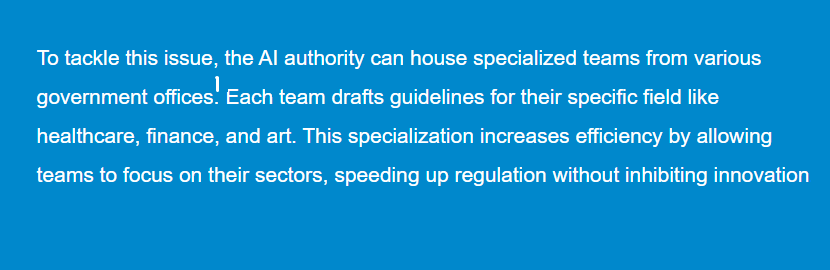 To tackle this issue, the AI authority can house specialized teams from various
government offices. Each team drafts guidelines for their specific field like
healthcare, finance, and art. This specialization increases efficiency by allowing
teams to focus on their sectors, speeding up regulation without inhibiting innovation